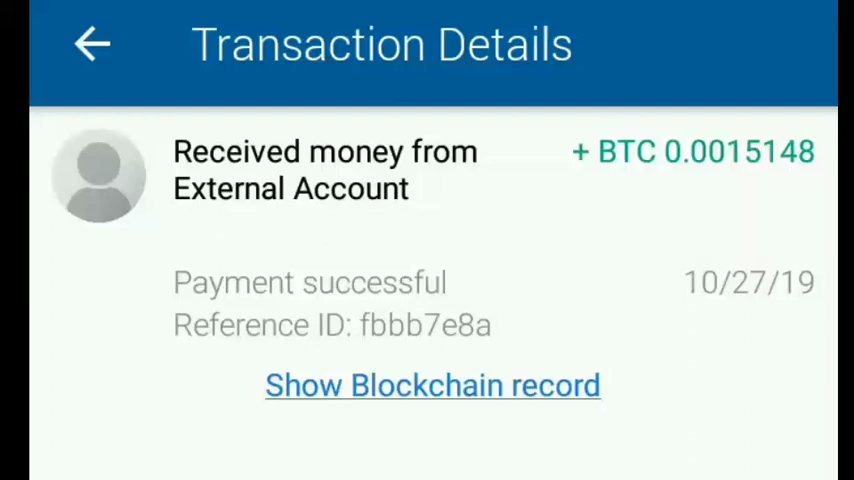 Transaction Details
Received money from + BTC 0.0015148
External Account
Payment successful 10/27/19
Reference ID: fbbb7e8a
Show Blockchain record